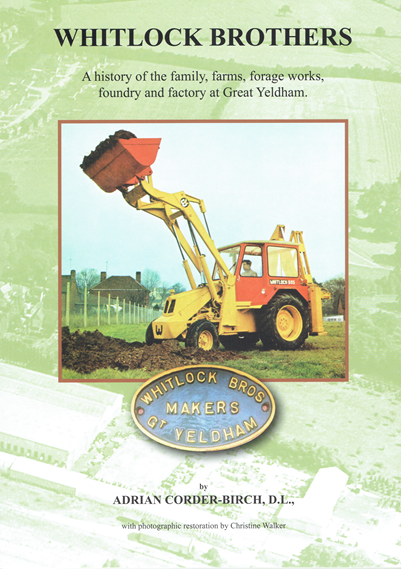 WHITLOCK BROTHERS
A history of the family, farms, forage works,
foundry and factory at Great Yeldham.
WHITLOCK BROS.
MAKERS
GT YELDHAM
by
ADRIAN CORDER-BIRCH, D.L.,
with photographic restoration by Christine Walker